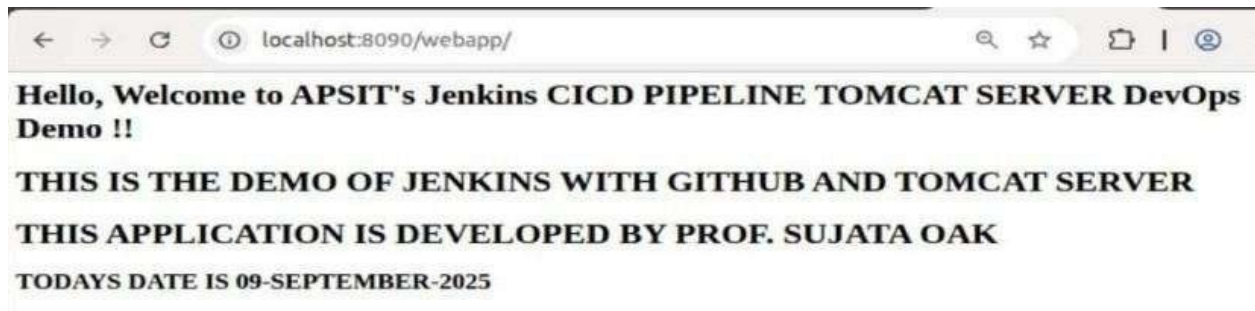 localhost:8090/webapp/
Hello, Welcome to APSIT's Jenkins CICD PIPELINE TOMCAT SERVER DevOps
Demo !!
THIS IS THE DEMO OF JENKINS WITH GITHUB AND TOMCAT SERVER
THIS APPLICATION IS DEVELOPED BY PROF. SUJATA OAK
TODAYS DATE IS 09-SEPTEMBER-2025